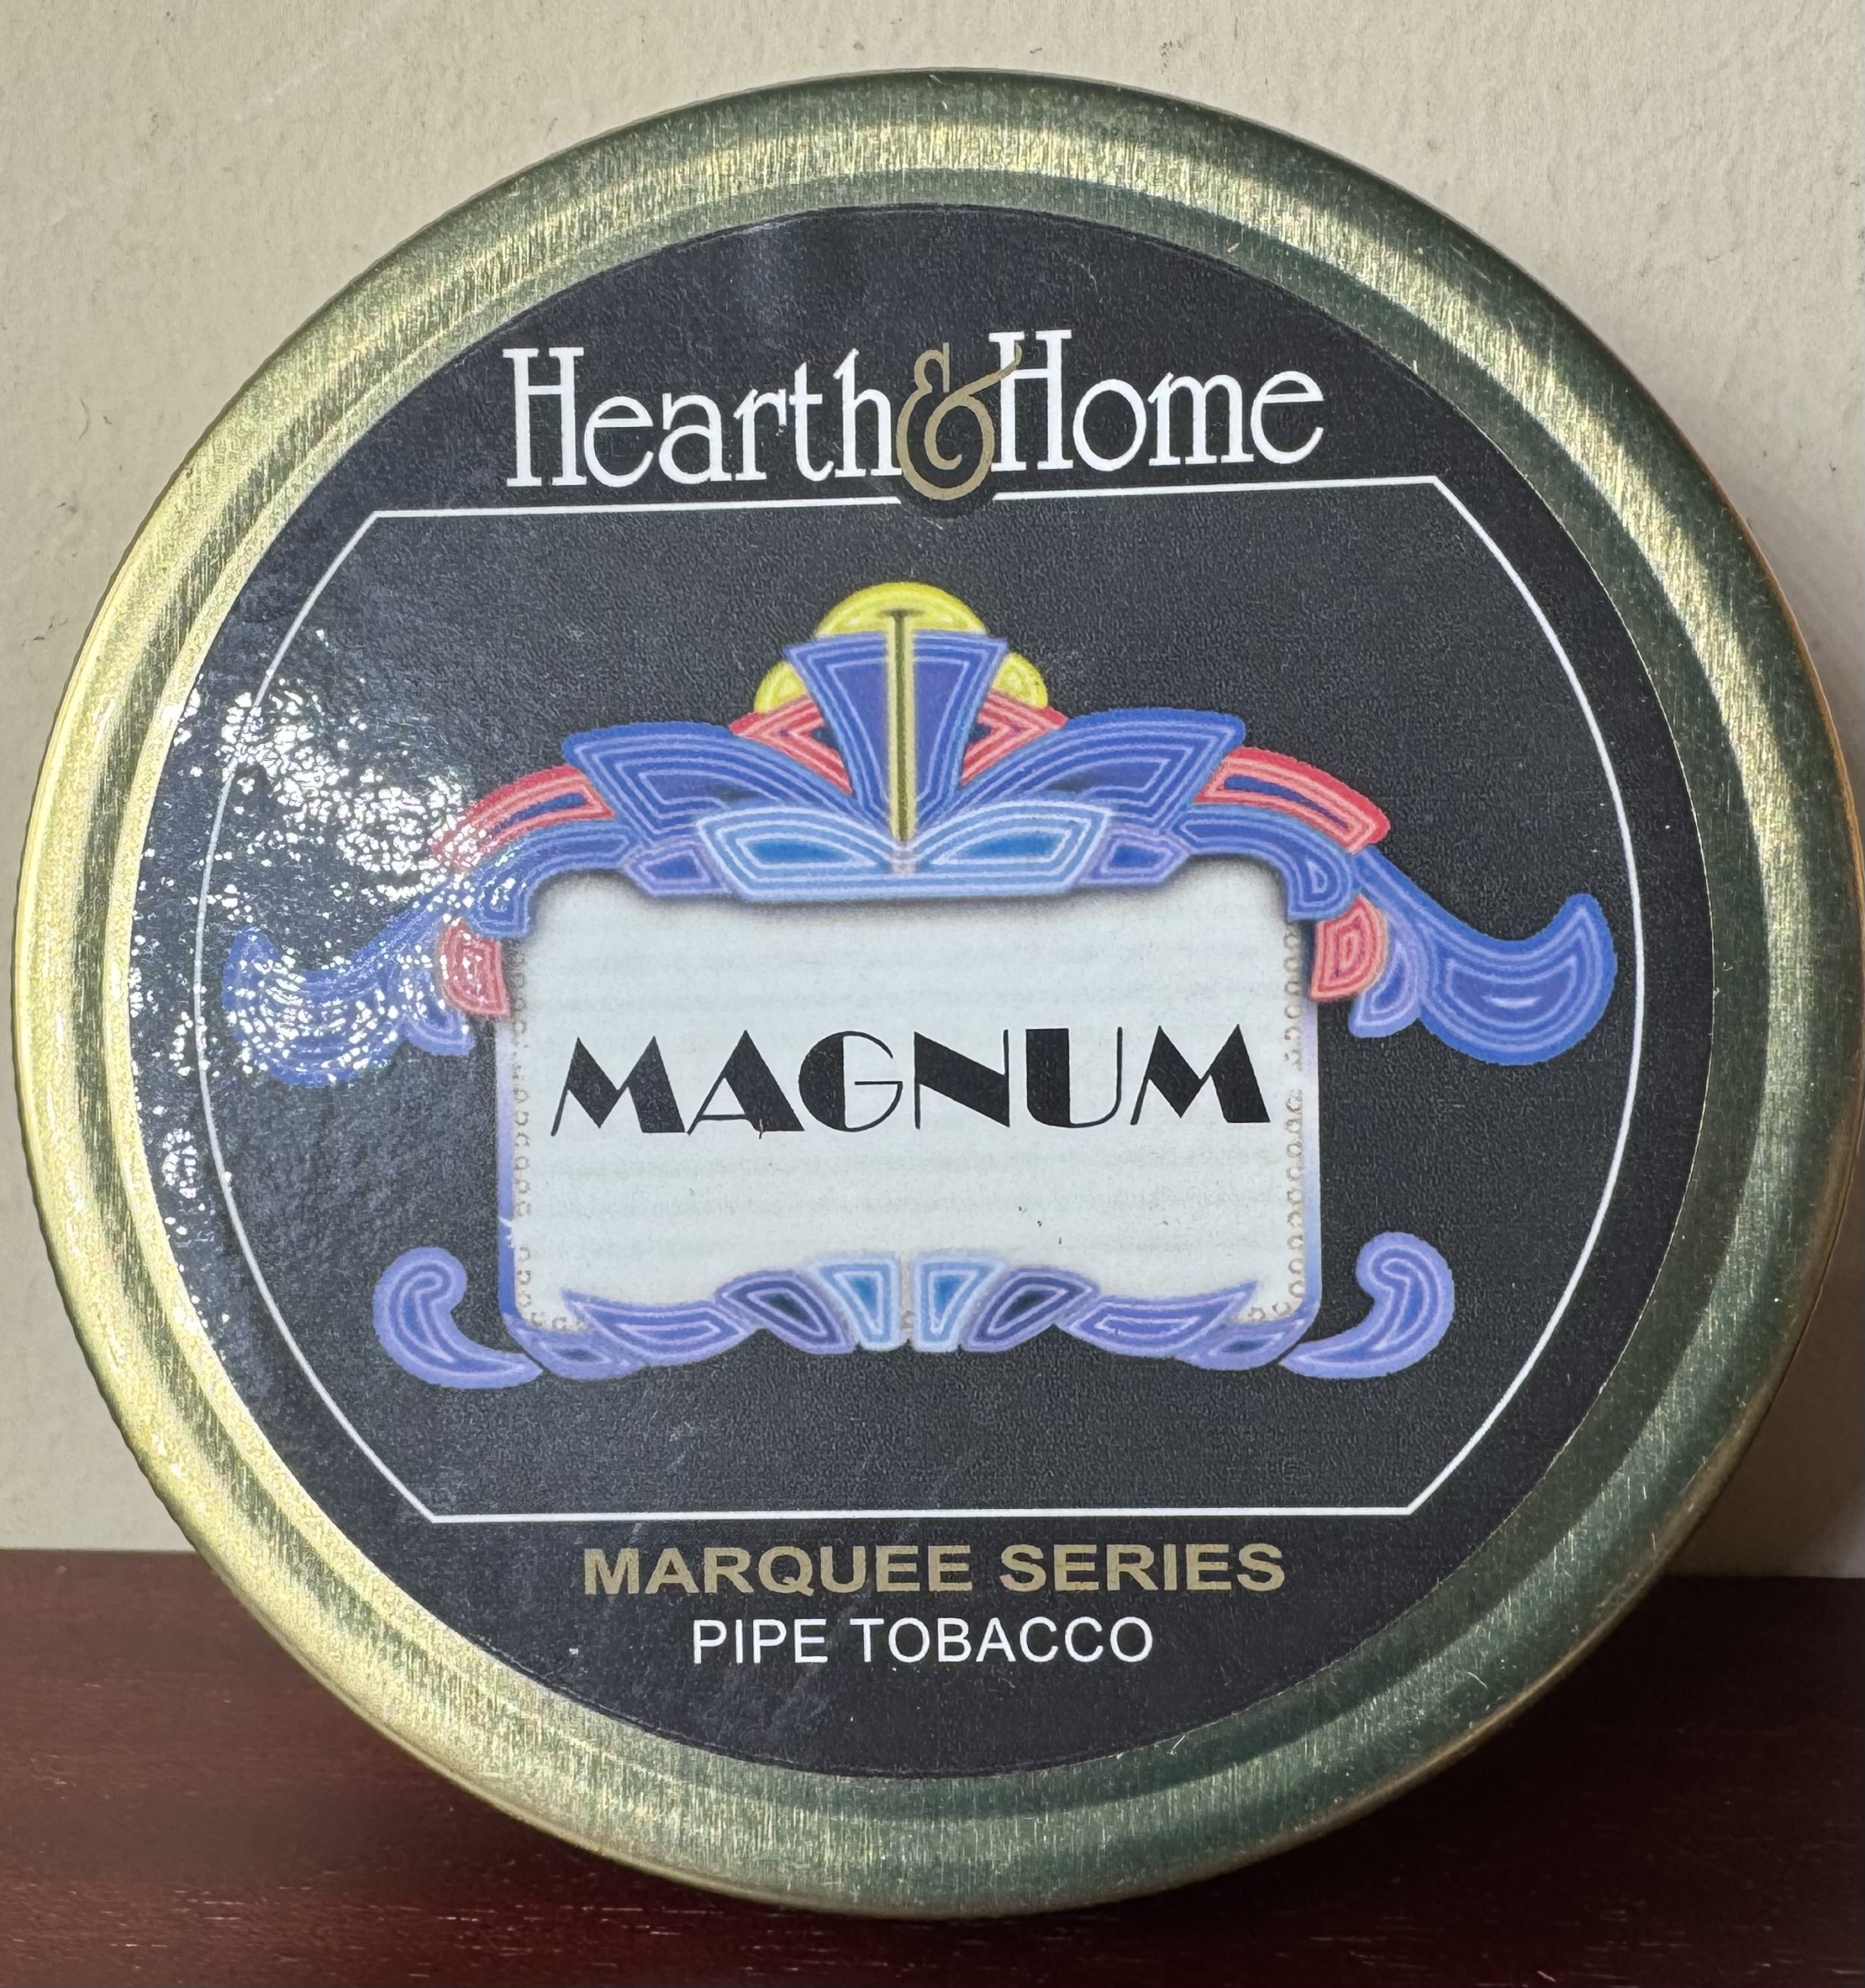 Hearth & Home
MAGNUM
MARQUEE SERIES
PIPE TOBACCO